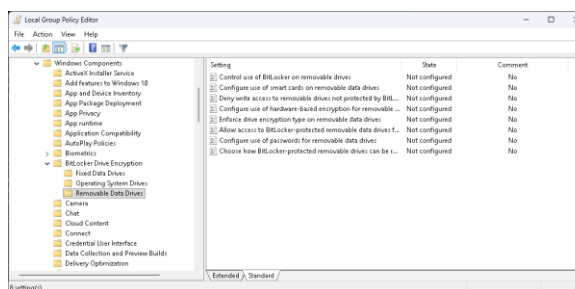 Local Group Policy Editor
File Action View Help
Windows Components
ActiveX Installer Service
Add features to Windows 10
App and Device Inventory
App Package Deployment
App Privacy
App runtime
Application Compatibility
AutoPlay Policies
Biometrics
BitLocker Drive Encryption
Fixed Data Drives
Operating System Drives
Removable Data Drives
Camera
Chat
Cloud Content
Connect
Credential User Interface
Data Collection and Preview Builds
Delivery Optimization
Setting State Comment
Control use of BitLocker on removable drives Not configured No
Configure use of smart cards on removable data drives Not configured No
Deny write access to removable drives not protected by BitL... Not configured No
Configure use of hardware-based encryption for removable ... Not configured No
Enforce drive encryption type on removable data drives Not configured No
Allow access to BitLocker-protected removable data drives f... Not configured No
Configure use of passwords for removable data drives Not configured No
Choose how BitLocker-protected removable drives can be r... Not configured No
Extended Standard
8 setting(s)